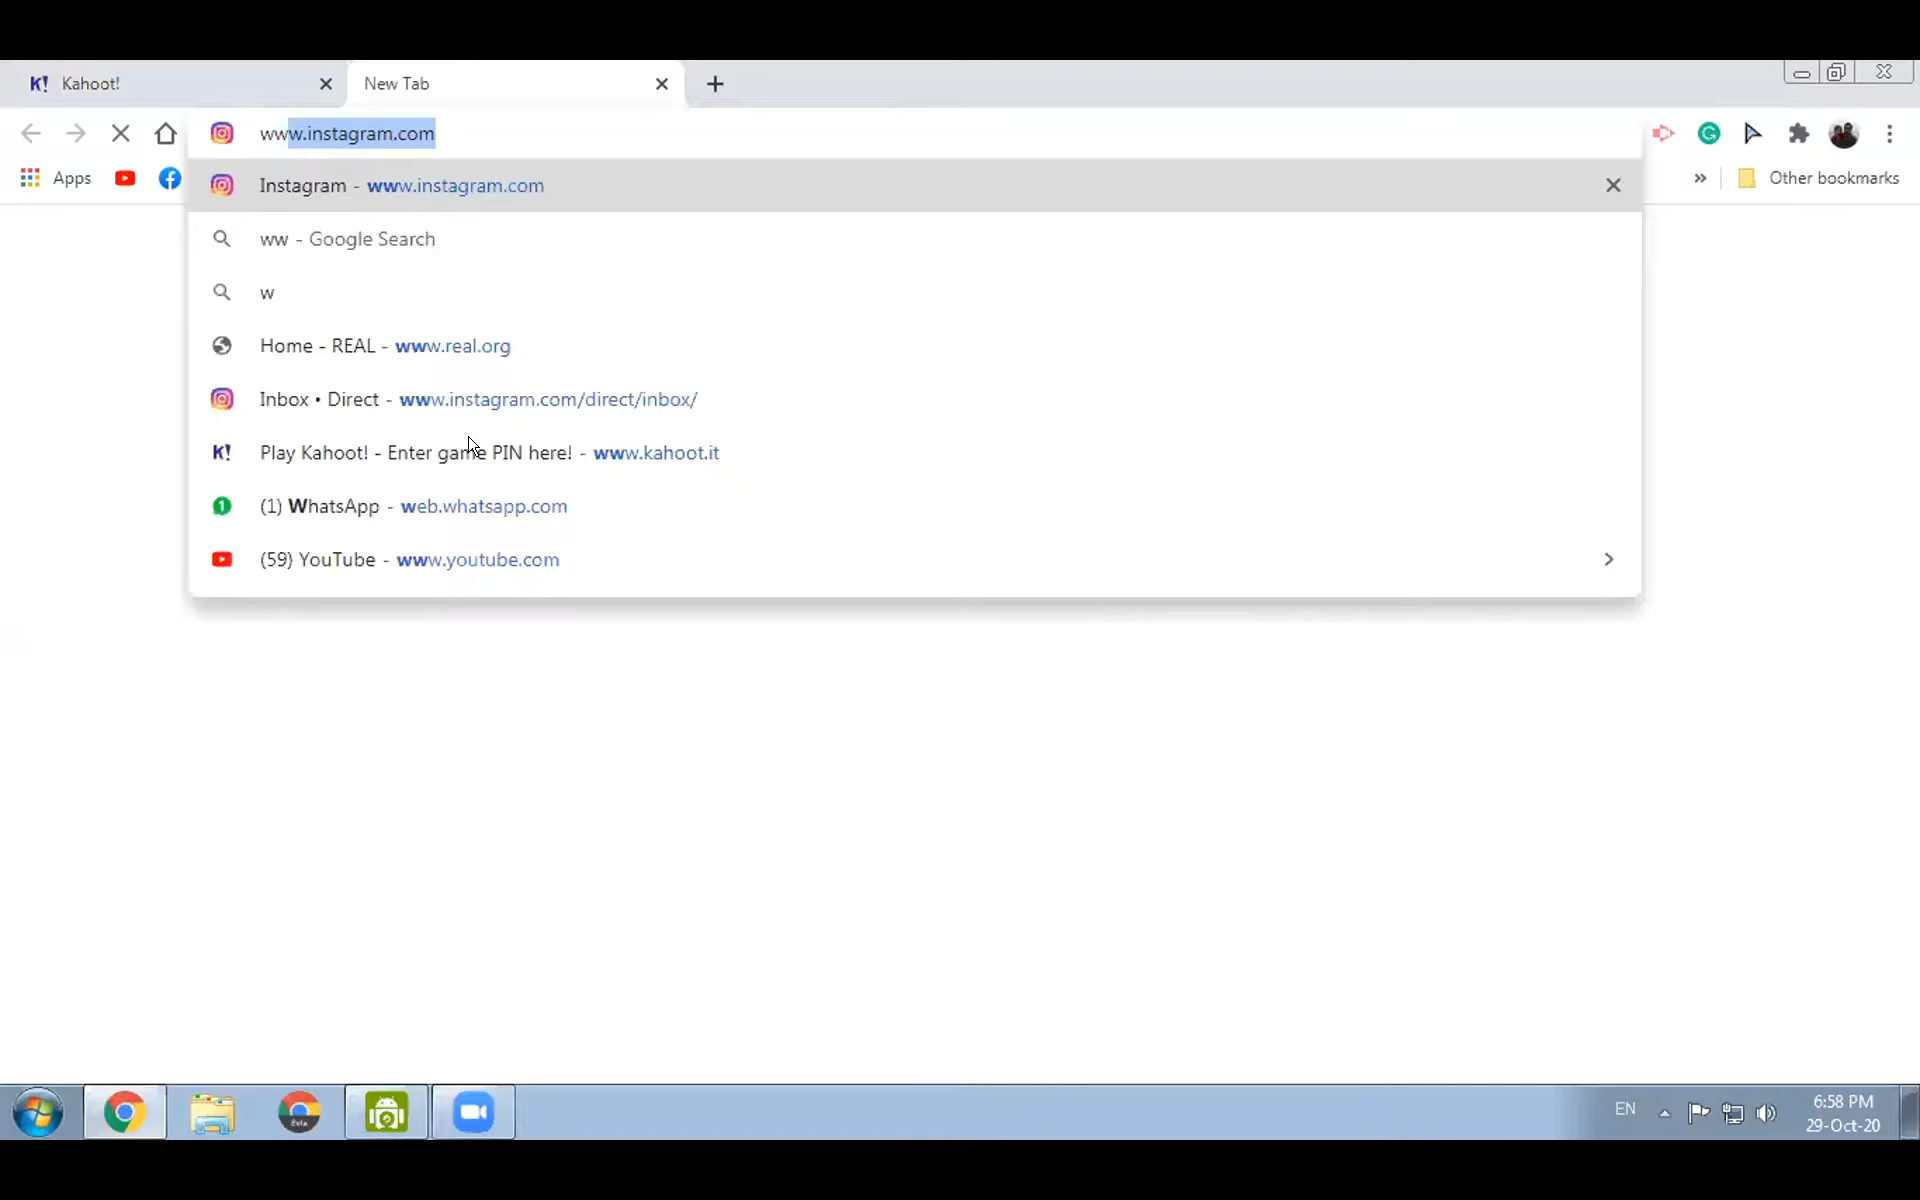 K! Kahoot!
New Tab
www.instagram.com
Apps
Other bookmarks
Instagram - www.instagram.com
ww - Google Search
w
Home - REAL - www.real.org
Inbox • Direct - www.instagram.com/direct/inbox/
K! Play Kahoot! - Enter game PIN here! - www.kahoot.it
1 (1) WhatsApp - web.whatsapp.com
(59) YouTube - www.youtube.com
Beta
EN
6:58 PM
29-Oct-20